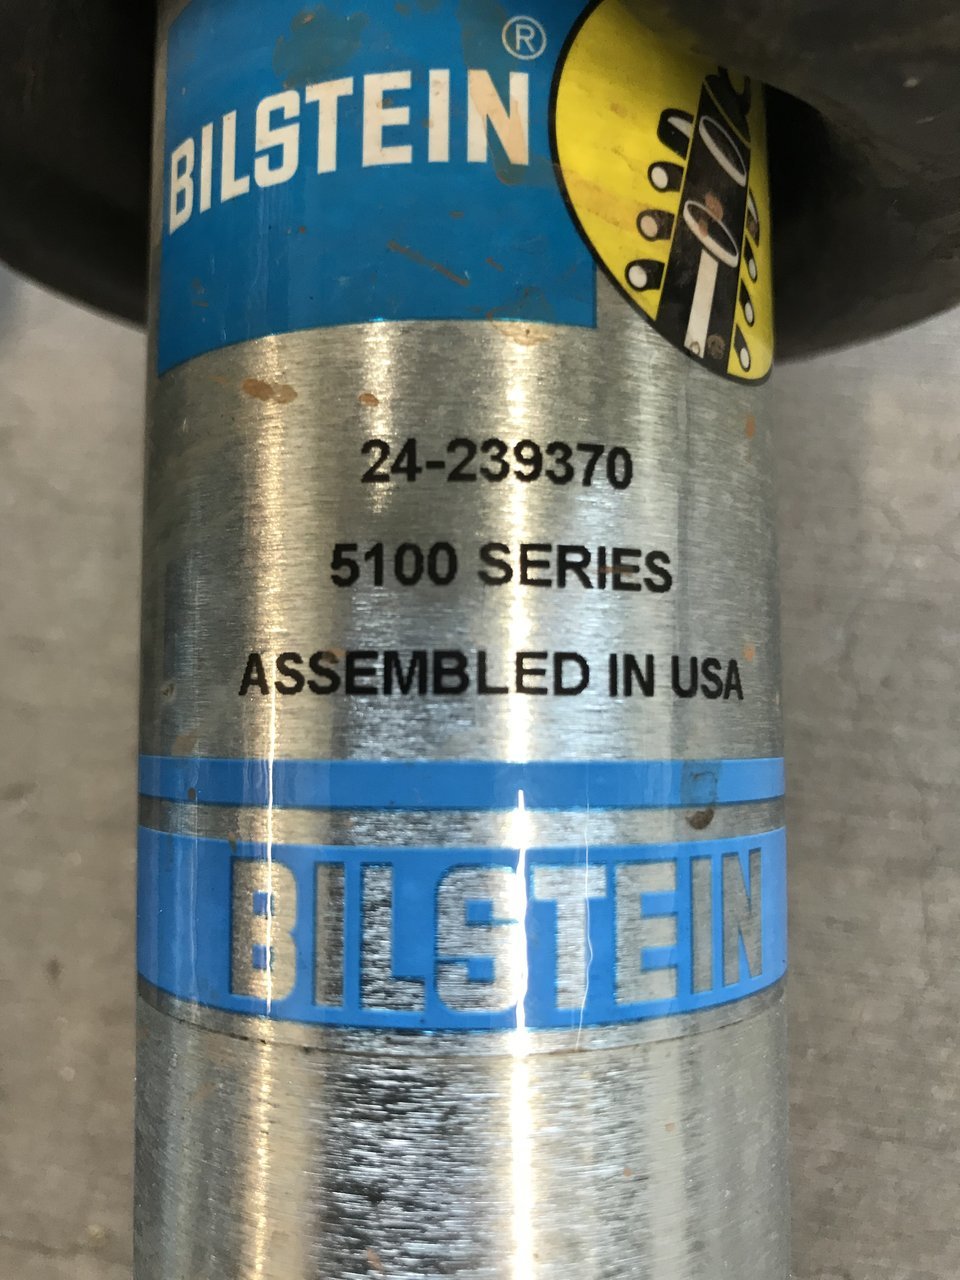 BILSTEIN®
24-239370
5100 SERIES
ASSEMBLED IN USA
BILSTEIN